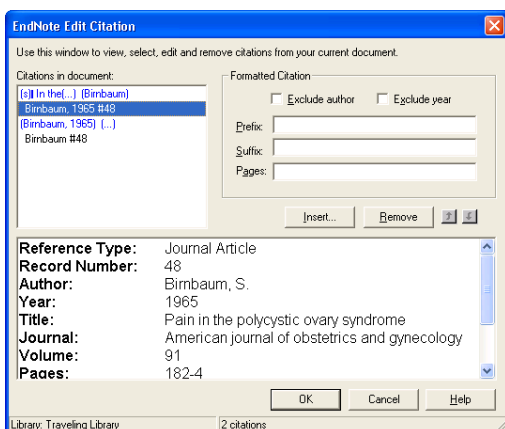 EndNote Edit Citation
Use this window to view, select, edit and remove citations from your current document.
Citations in document:
In the(...) (Birnbaum)
Birnbaum, 1965 #48
(Birnbaum, 1965) (...)
Birnbaum #48
Formatted Citation
Exclude author
Exclude year
Prefix:
Suffix:
Pages:
Insert...
Remove
Reference Type: Journal Article
Record Number: 48
Author: Birnbaum, S.
Year: 1965
Title: Pain in the polycystic ovary syndrome
Journal: American journal of obstetrics and gynecology
Volume: 91
Pages: 182-4
OK
Cancel
Help
Library: Traveling Library
2 citations